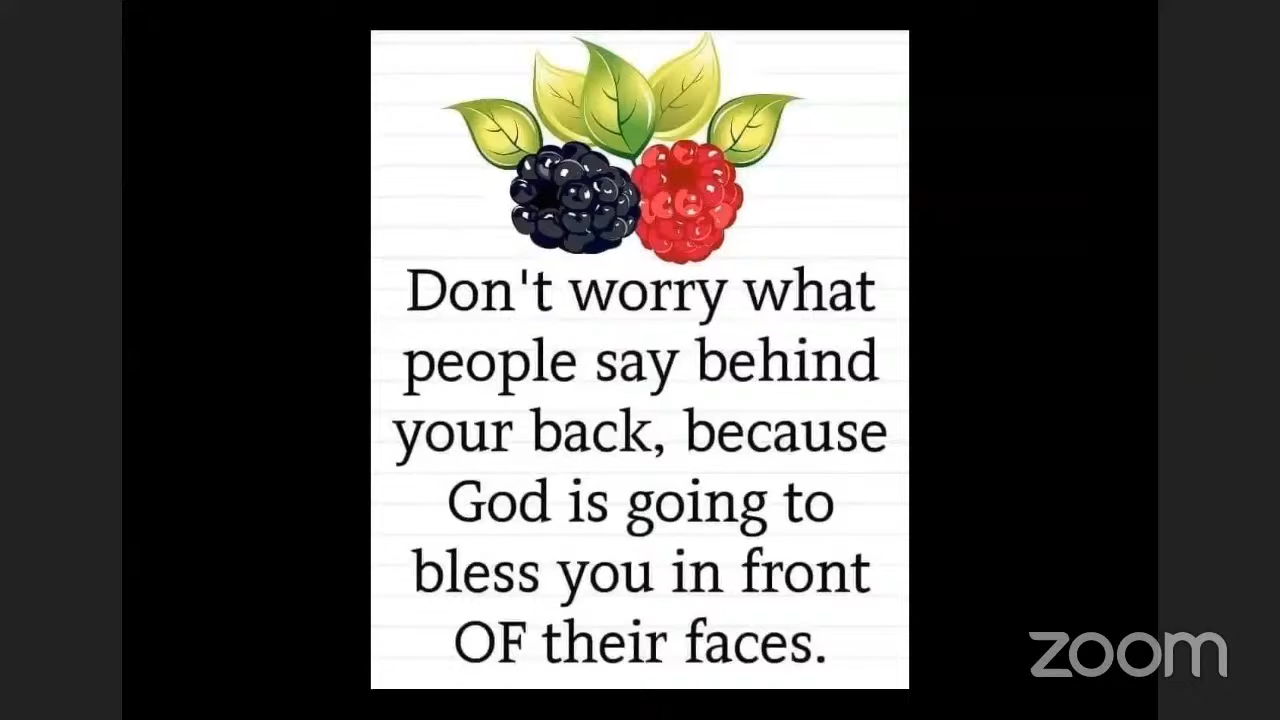 Don't worry what
people say behind
your back, because
God is going to
bless you in front
OF their faces.
zoom